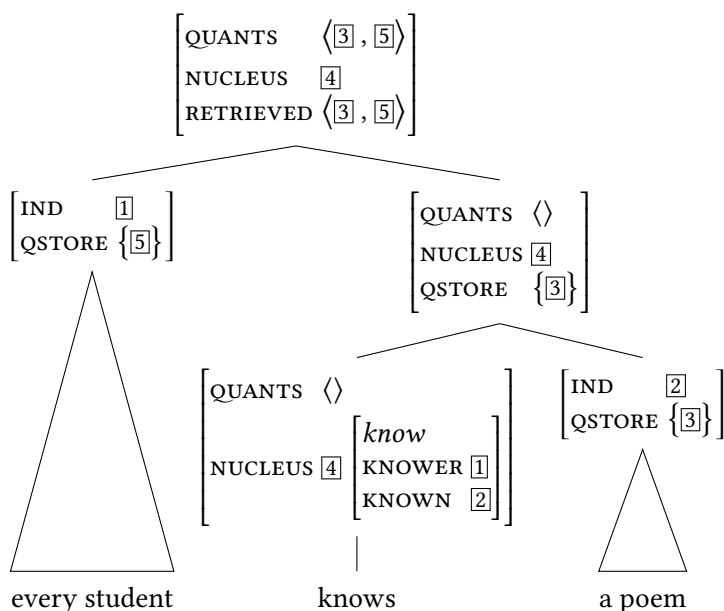 QUANTS ⟨3 , 5⟩
NUCLEUS 4
RETRIEVED ⟨3 , 5⟩
IND 1
QSTORE {5}
QUANTS ⟨⟩
NUCLEUS 4
QSTORE {3}
QUANTS ⟨⟩
NUCLEUS 4
know
KNOWER 1
KNOWN 2
IND 2
QSTORE {3}
every student
knows
a poem